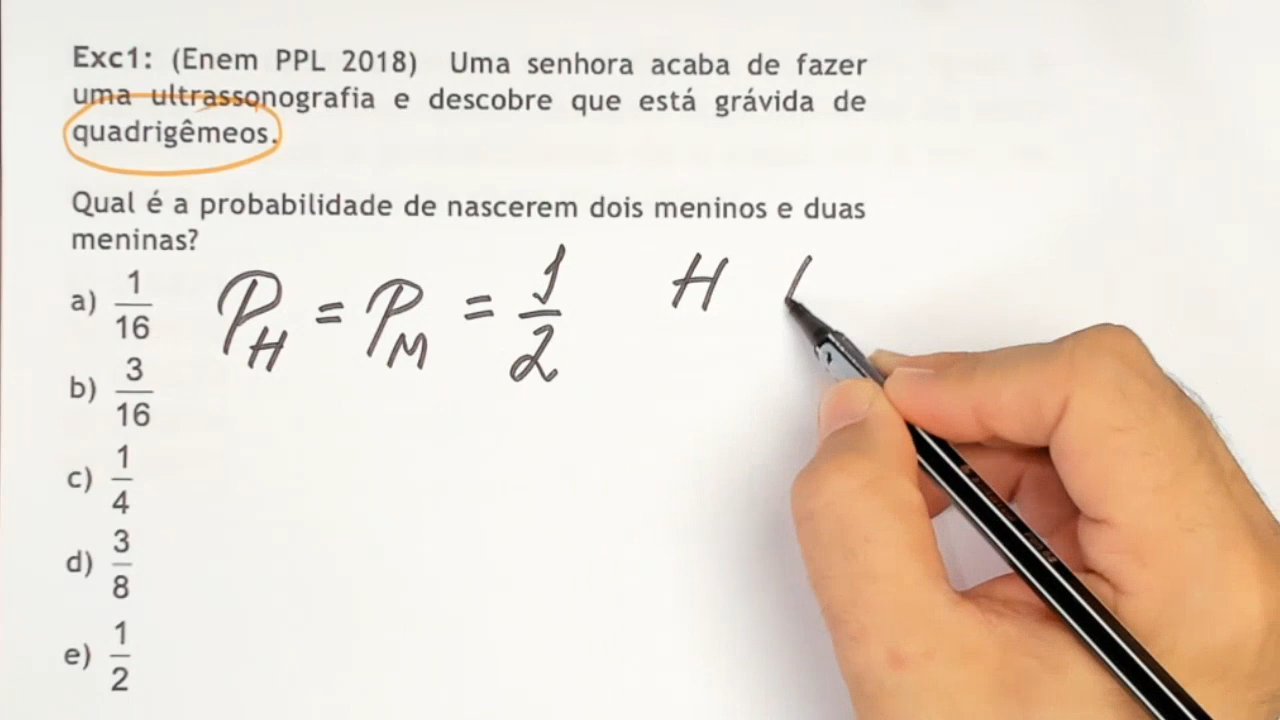 Exc1: (Enem PPL 2018) Uma senhora acaba de fazer
uma ultrassonografia e descobre que está grávida de
quadrigêmeos.
Qual é a probabilidade de nascerem dois meninos e duas
meninas?
a) 1/16
b) 3/16
c) 1/4
d) 3/8
e) 1/2
P_H = P_M = 1/2 H